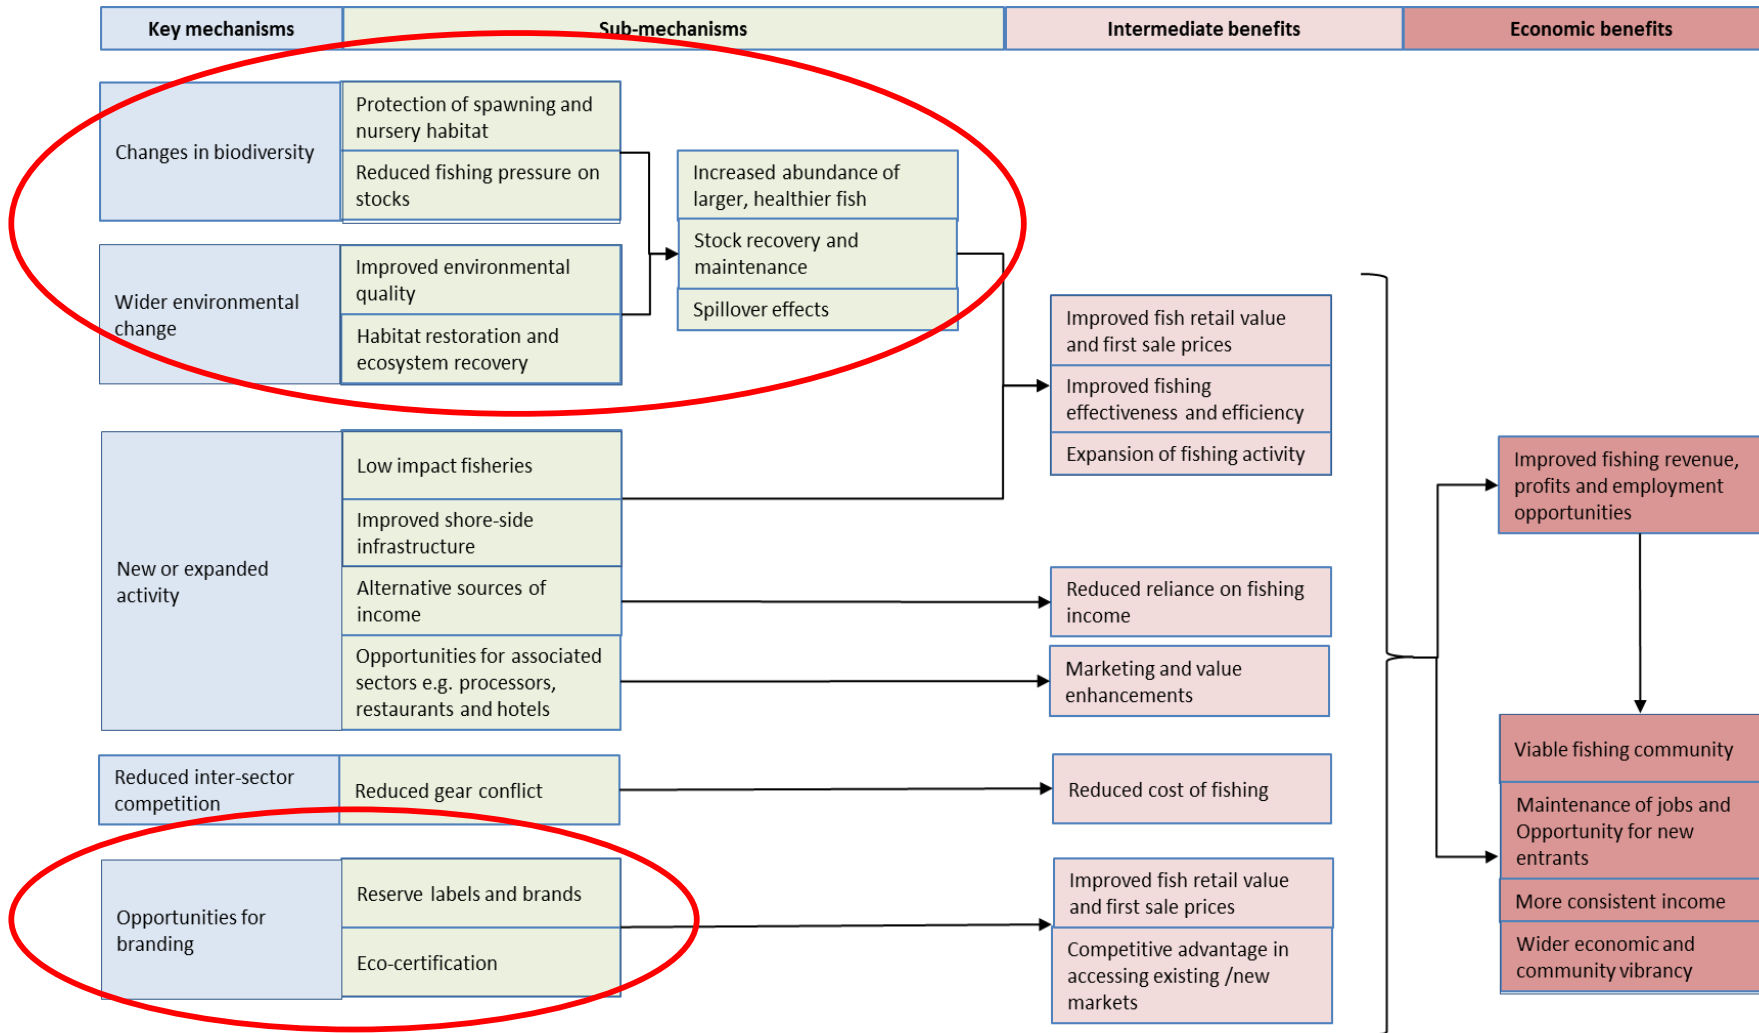 Key mechanisms
Sub-mechanisms
Intermediate benefits
Economic benefits
Changes in biodiversity
Protection of spawning and
nursery habitat
Reduced fishing pressure on
stocks
Wider environmental
change
Improved environmental
quality
Habitat restoration and
ecosystem recovery
Increased abundance of
larger, healthier fish
Stock recovery and
maintenance
Spillover effects
New or expanded
activity
Low impact fisheries
Improved shore-side
infrastructure
Alternative sources of
income
Opportunities for associated
sectors e.g. processors,
restaurants and hotels
Reduced inter-sector
competition
Reduced gear conflict
Opportunities for
branding
Reserve labels and brands
Eco-certification
Improved fish retail value
and first sale prices
Improved fishing
effectiveness and efficiency
Expansion of fishing activity
Reduced reliance on fishing
income
Marketing and value
enhancements
Reduced cost of fishing
Improved fish retail value
and first sale prices
Competitive advantage in
accessing existing /new
markets
Improved fishing revenue,
profits and employment
opportunities
Viable fishing community
Maintenance of jobs and
Opportunity for new
entrants
More consistent income
Wider economic and
community vibrancy